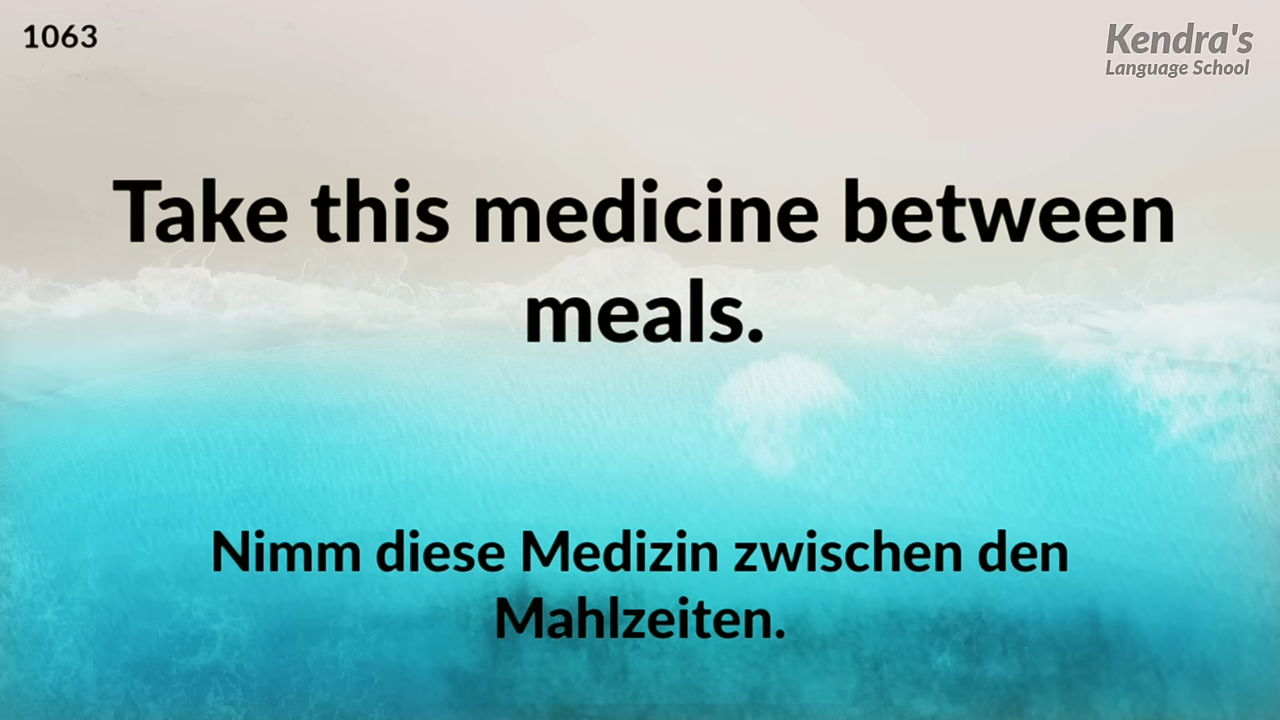 1063
Kendra's
Language School
Take this medicine between
meals.
Nimm diese Medizin zwischen den
Mahlzeiten.